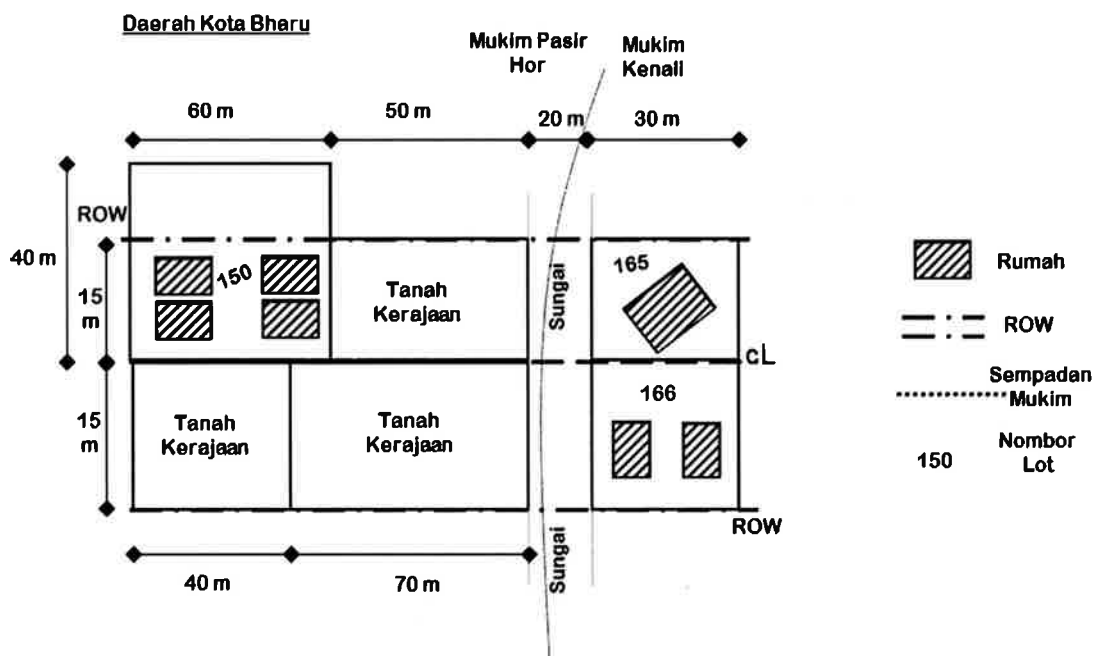 Daerah Kota Bharu
Mukim Pasir
Hor
Mukim
Kenali
60 m
50 m
20 m
30 m
ROW
40 m
15
m
150
Tanah
Kerajaan
Sungai
165
cL
15
m
Tanah
Kerajaan
Tanah
Kerajaan
166
ROW
Sungai
40 m
70 m
Rumah
ROW
Sempadan
Mukim
150
Nombor
Lot